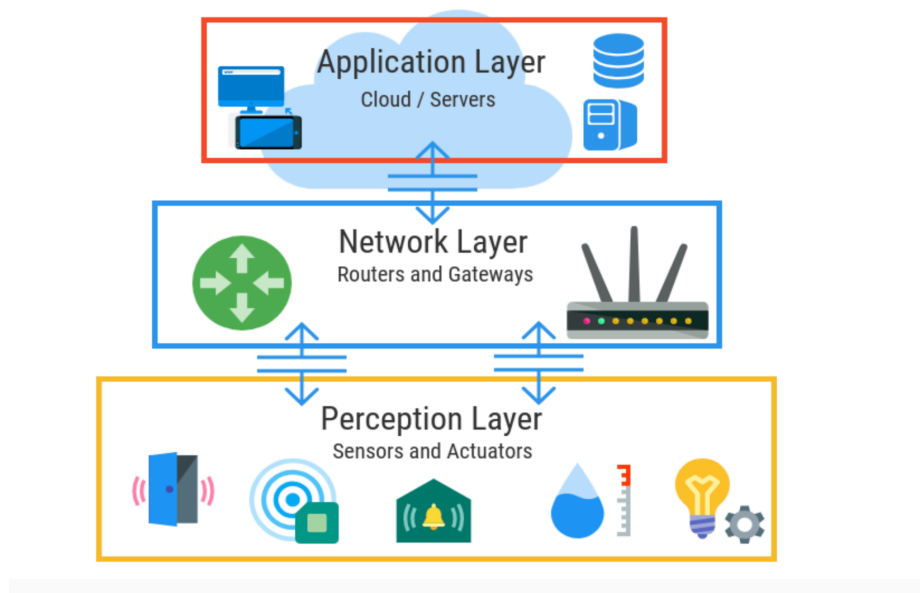 Application Layer
Cloud / Servers
Network Layer
Routers and Gateways
Perception Layer
Sensors and Actuators